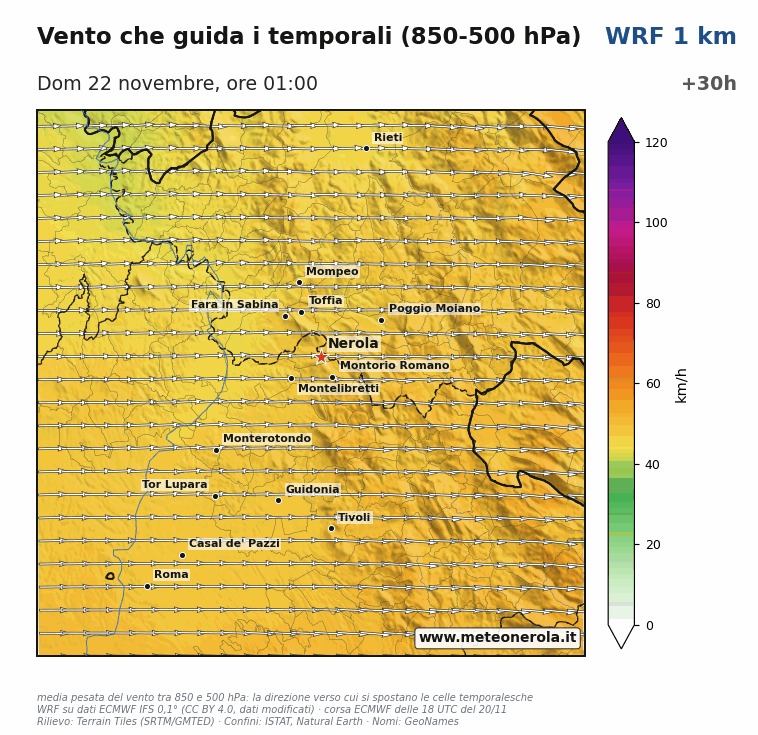 Vento che guida i temporali (850-500 hPa) WRF 1 km
Dom 22 novembre, ore 01:00 +30h
Rieti
Mompeo
Toffia
Fara in Sabina
Poggio Moiano
Nerola
Montorio Romano
Montelibretti
Monterotondo
Tor Lupara
Guidonia
Tivoli
Casal de' Pazzi
Roma
www.meteonerola.it
120
100
80
60
40
20
0
km/h
media pesata del vento tra 850 e 500 hPa: la direzione verso cui si spostano le celle temporalesche
WRF su dati ECMWF IFS 0,1° (CC BY 4.0, dati modificati) · corsa ECMWF delle 18 UTC del 20/11
Rilievo: Terrain Tiles (SRTM/GMTED) · Confini: ISTAT, Natural Earth · Nomi: GeoNames